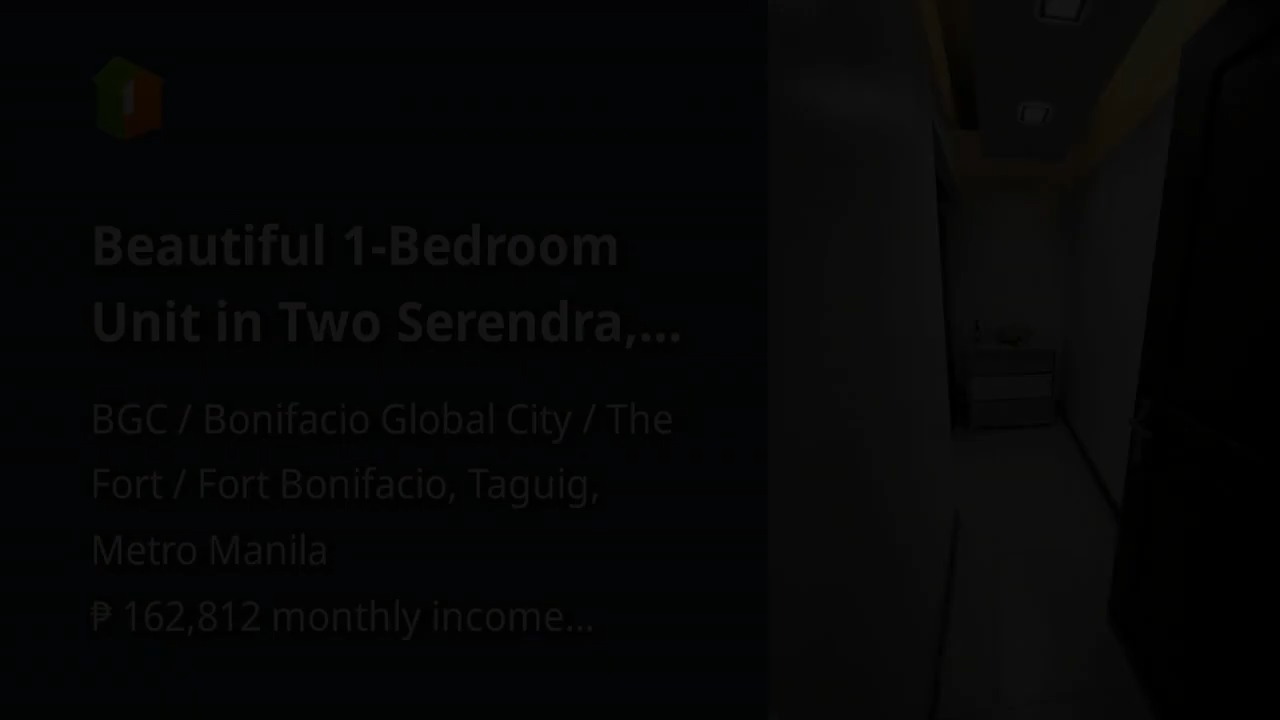 1
Beautiful 1-Bedroom
Unit in Two Serendra,...
BGC / Bonifacio Global City / The
Fort / Fort Bonifacio, Taguig,
Metro Manila
₱ 162,812 monthly income...